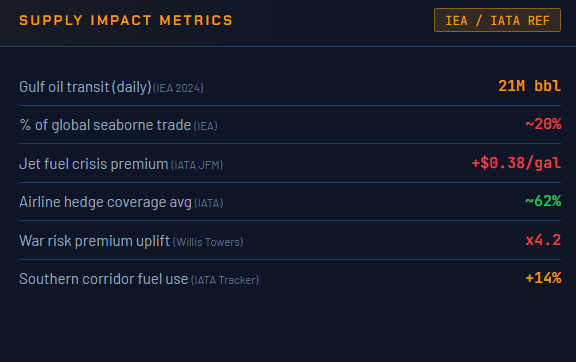 SUPPLY IMPACT METRICS IEA / IATA REF
Gulf oil transit (daily) (IEA 2024) 21M bbl
% of global seaborne trade (IEA) ~20%
Jet fuel crisis premium (IATA JFM) +$0.38/gal
Airline hedge coverage avg (IATA) ~62%
War risk premium uplift (Willis Towers) x4.2
Southern corridor fuel use (IATA Tracker) +14%